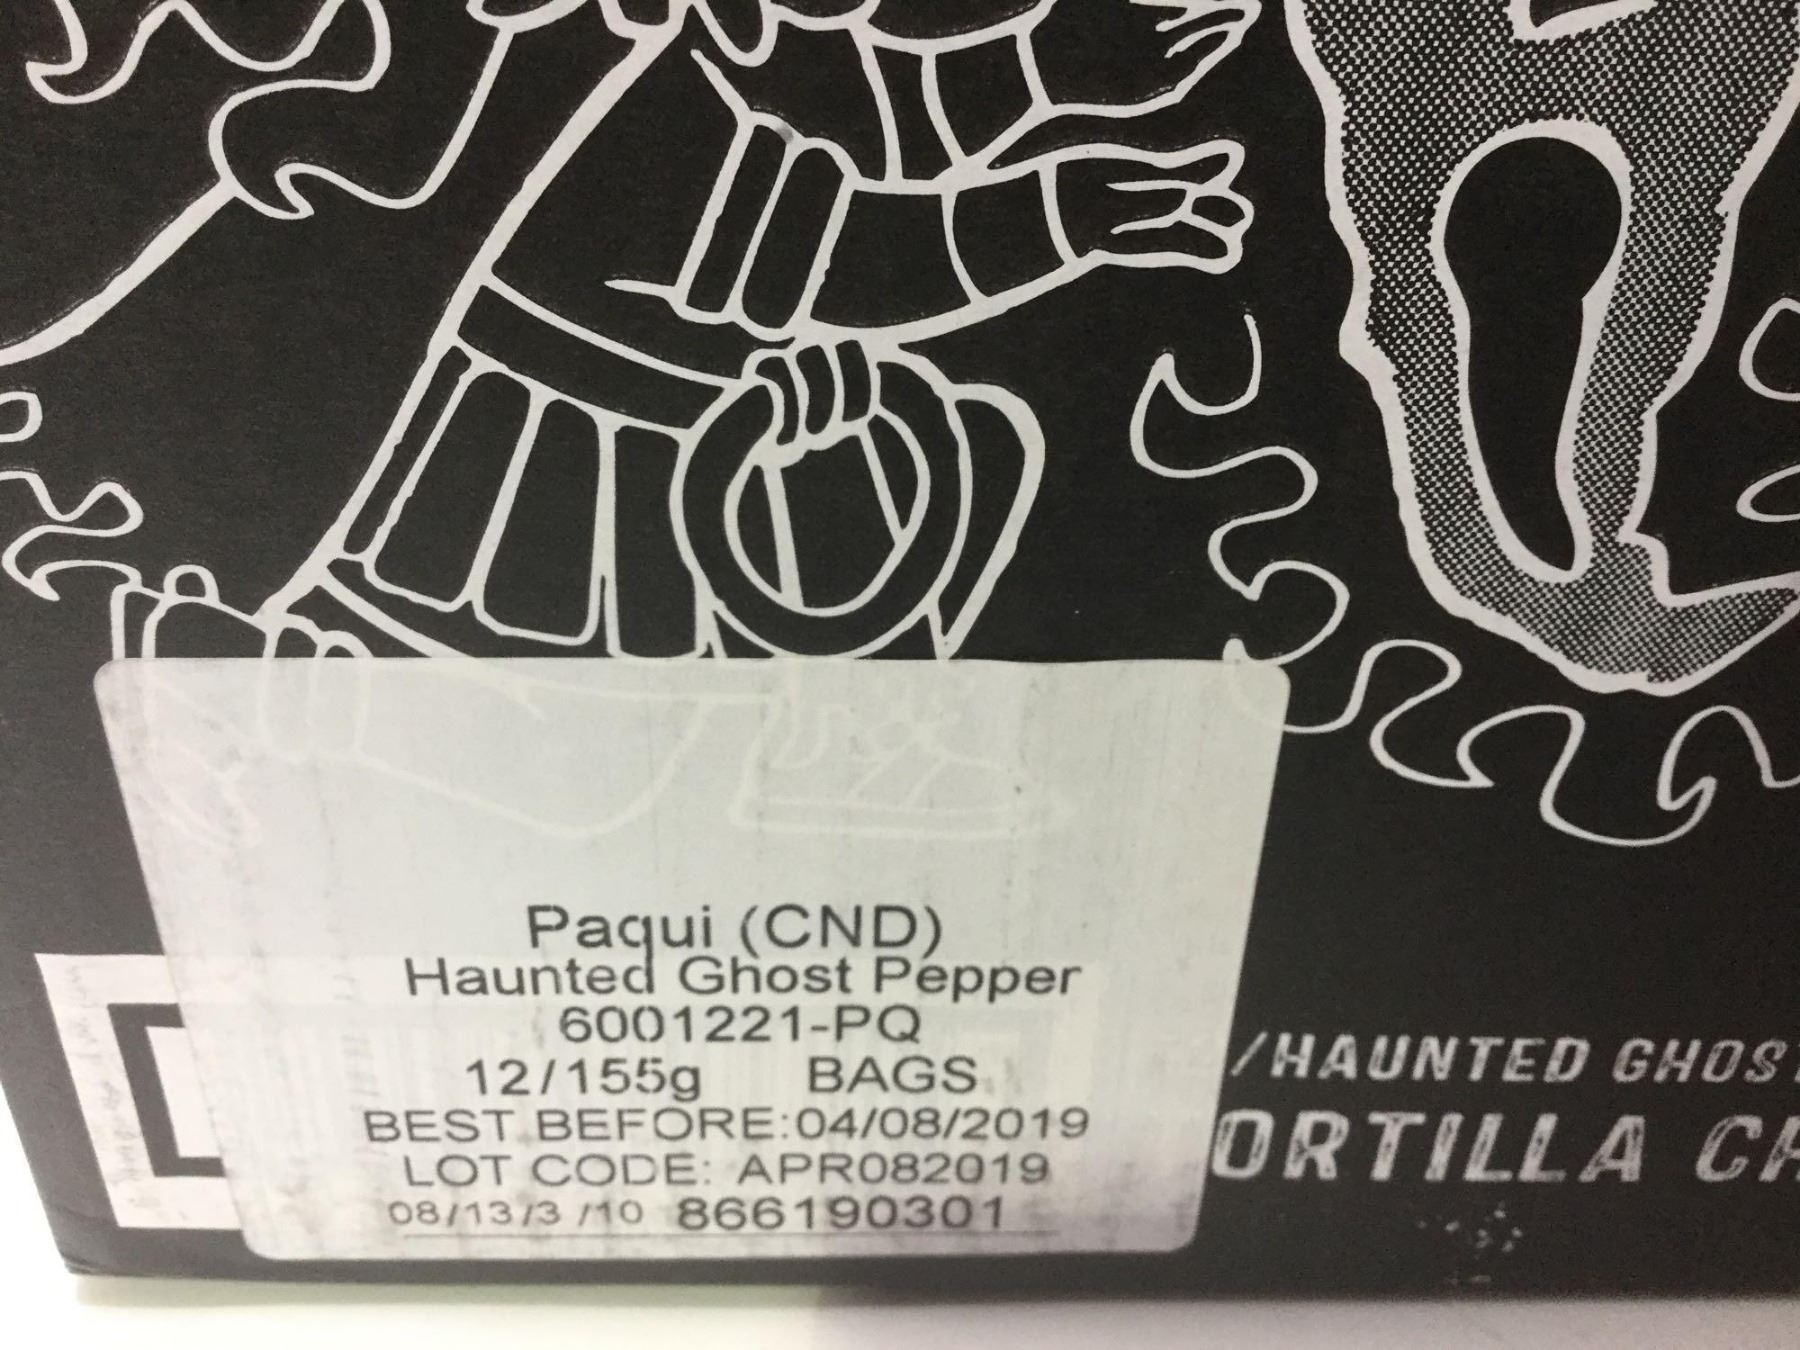 Paqui (CND)
Haunted Ghost Pepper
6001221-PQ
12/155g BAGS
BEST BEFORE:04/08/2019
LOT CODE: APR082019
08/13/3 /10 866190301
/HAUNTED GHOS
ORTILLA CH